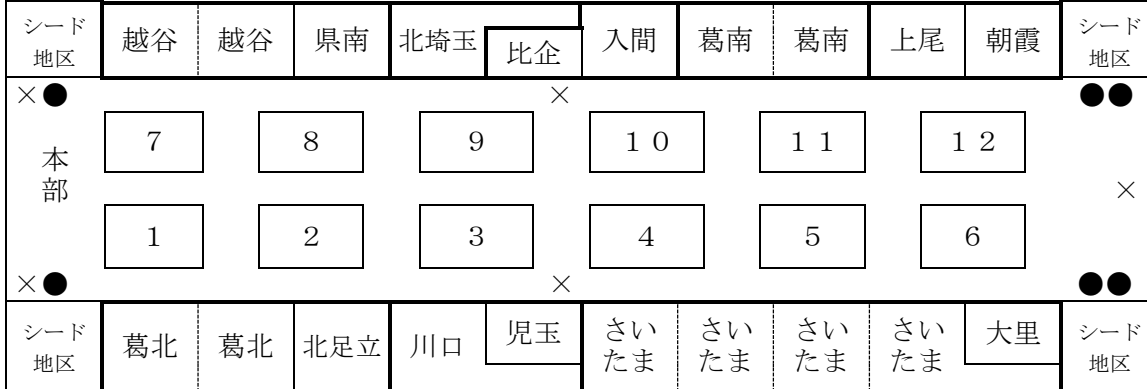 シード
地区
越谷
越谷
県南
北埼玉
比企
入間
葛南
葛南
上尾
朝霞
シード
地区
×●
×
●●
7
8
9
10
11
12
本部
×
1
2
3
4
5
6
×●
×
●●
シード
地区
葛北
葛北
北足立
川口
児玉
さい
たま
さい
たま
さい
たま
さい
たま
大里
シード
地区